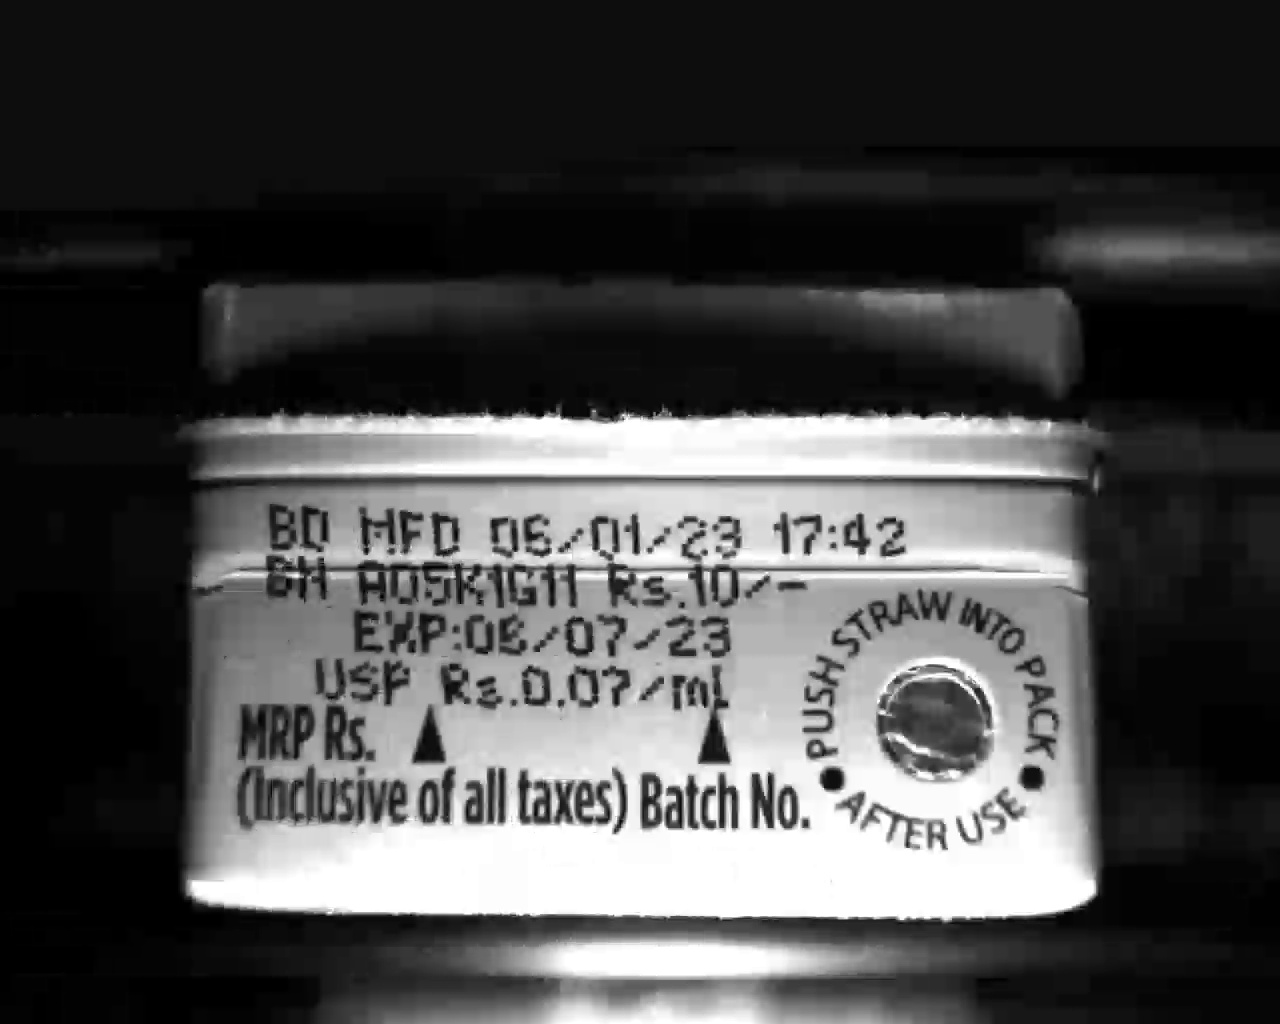 BD MFD 06/01/23 17:42
BN A05K1G11 Rs.10/-
EXP:06/07/23
USP Rs.0.07/mL
MRP Rs.
(Inclusive of all taxes) Batch No.
PUSH STRAW INTO PACK
• AFTER USE •